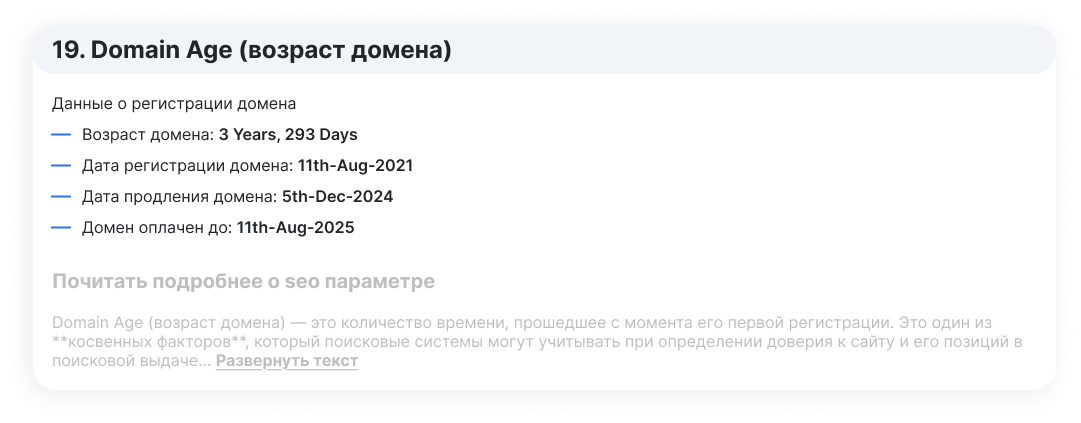 19. Domain Age (возраст домена)
Данные о регистрации домена
Возраст домена: 3 Years, 293 Days
Дата регистрации домена: 11th-Aug-2021
Дата продления домена: 5th-Dec-2024
Домен оплачен до: 11th-Aug-2025
Почитать подробнее о seo параметре
Domain Age (возраст домена) — это количество времени, прошедшее с момента его первой регистрации. Это один из
**косвенных факторов**, который поисковые системы могут учитывать при определении доверия к сайту и его позиций в
поисковой выдаче... Развернуть текст